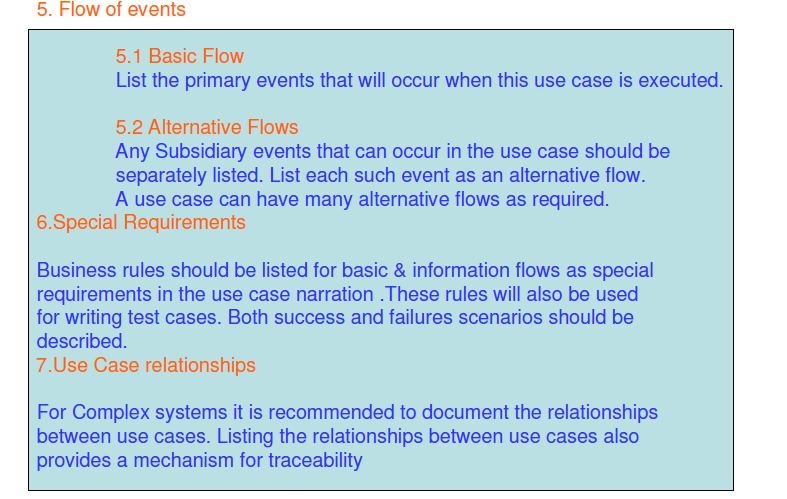 5. Flow of events
5.1 Basic Flow
List the primary events that will occur when this use case is executed.
5.2 Alternative Flows
Any Subsidiary events that can occur in the use case should be
separately listed. List each such event as an alternative flow.
A use case can have many alternative flows as required.
6.Special Requirements
Business rules should be listed for basic & information flows as special
requirements in the use case narration .These rules will also be used
for writing test cases. Both success and failures scenarios should be
described.
7.Use Case relationships
For Complex systems it is recommended to document the relationships
between use cases. Listing the relationships between use cases also
provides a mechanism for traceability